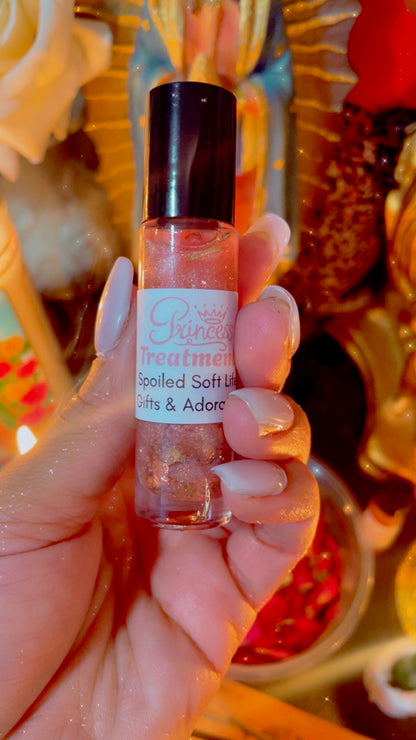 Princess
Treatment
Spoiled Soft Life
Gifts & Adora